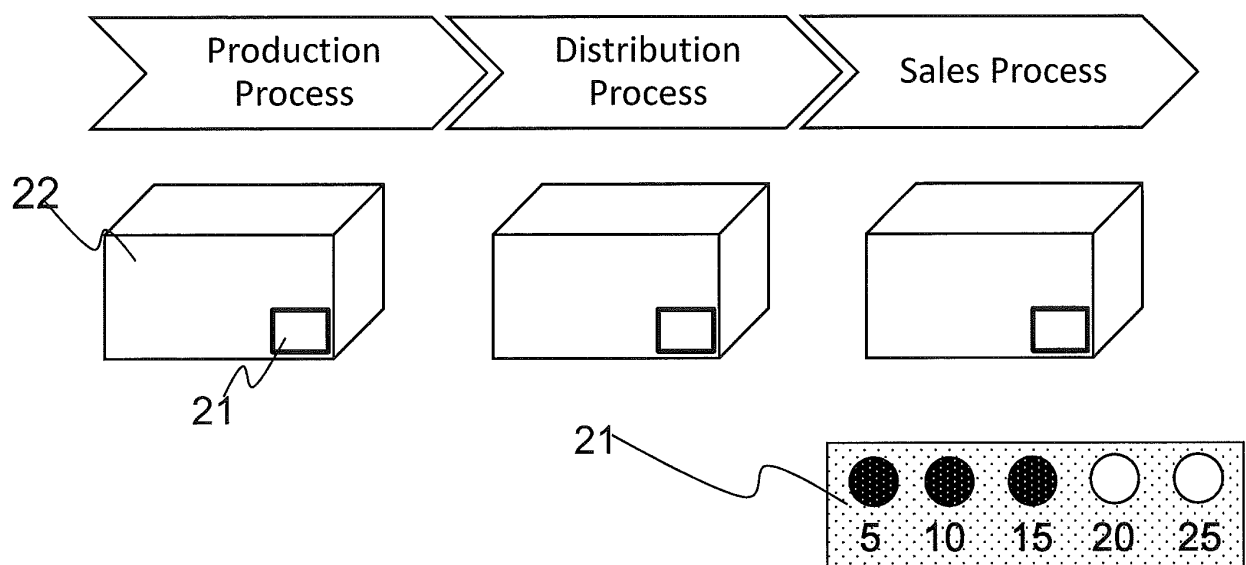 Production
Process
Distribution
Process
Sales Process
22
21
21
5 10 15 20 25